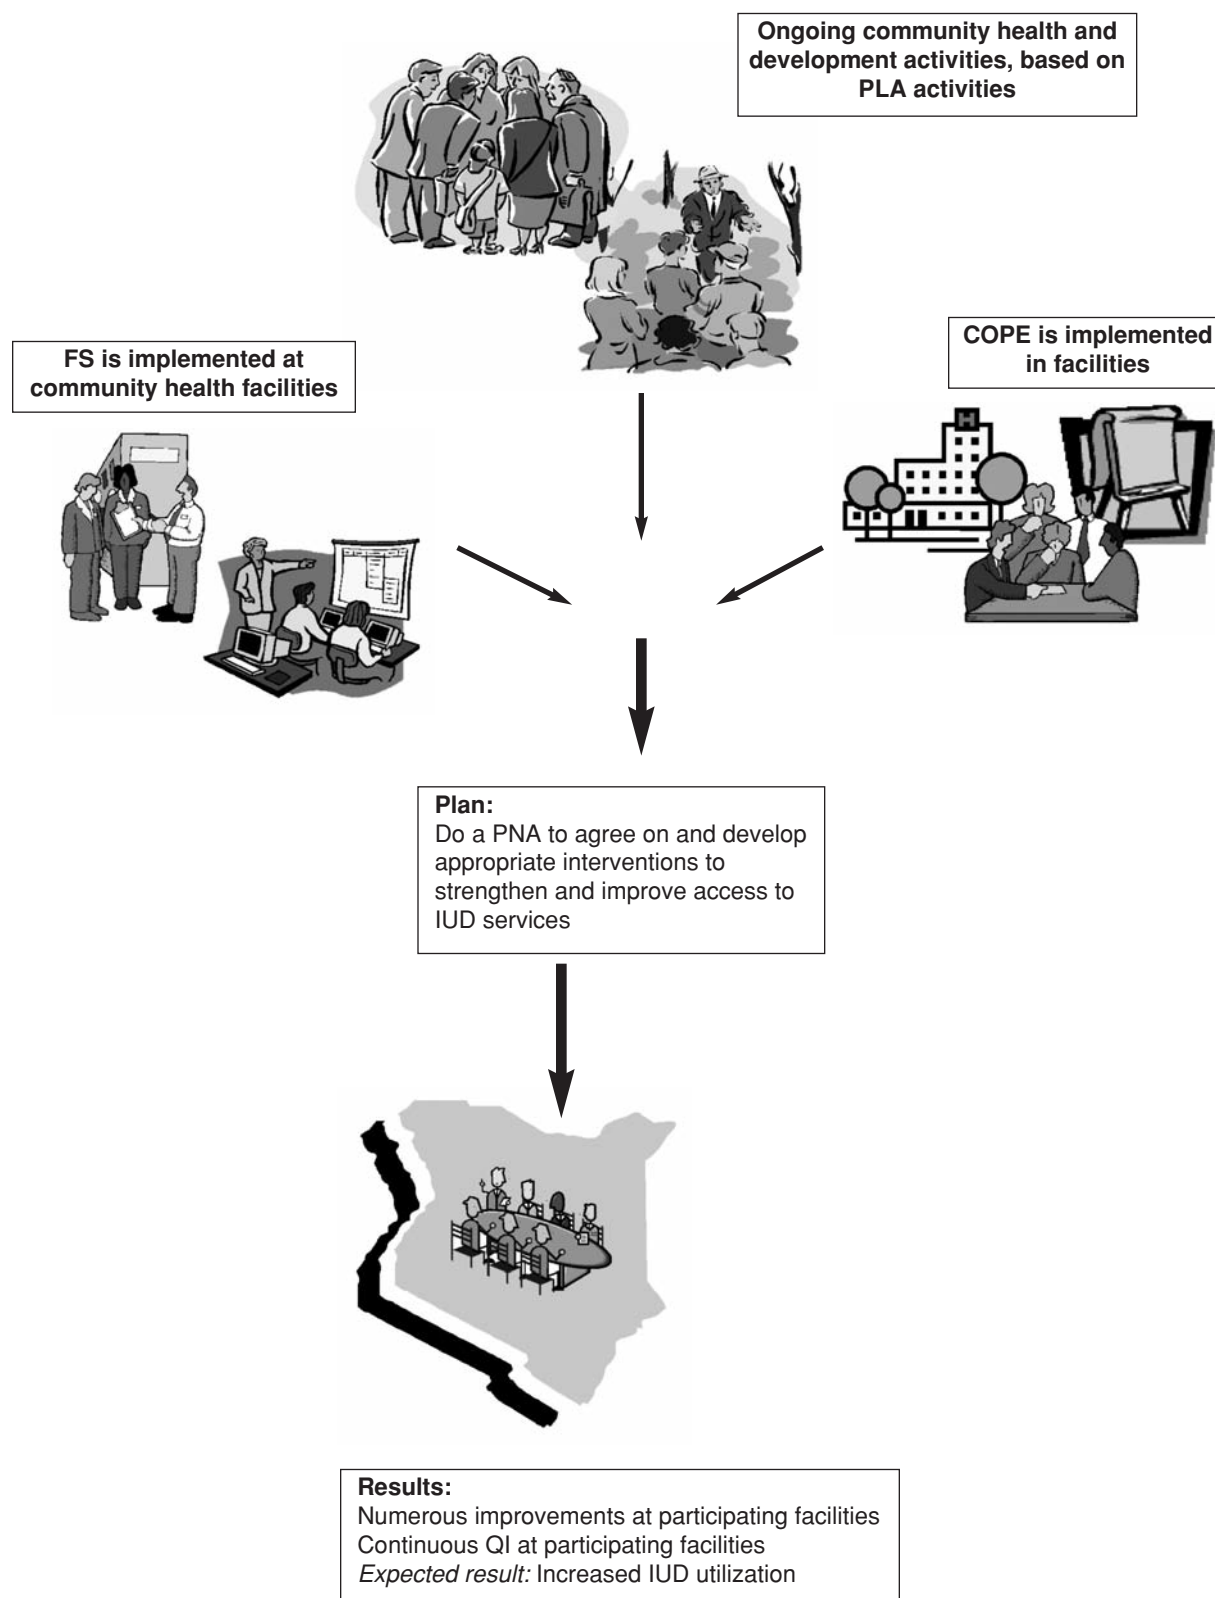 Ongoing community health and
development activities, based on
PLA activities
FS is implemented at
community health facilities
COPE is implemented
in facilities
H
Plan:
Do a PNA to agree on and develop
appropriate interventions to
strengthen and improve access to
IUD services
Results:
Numerous improvements at participating facilities
Continuous QI at participating facilities
Expected result: Increased IUD utilization